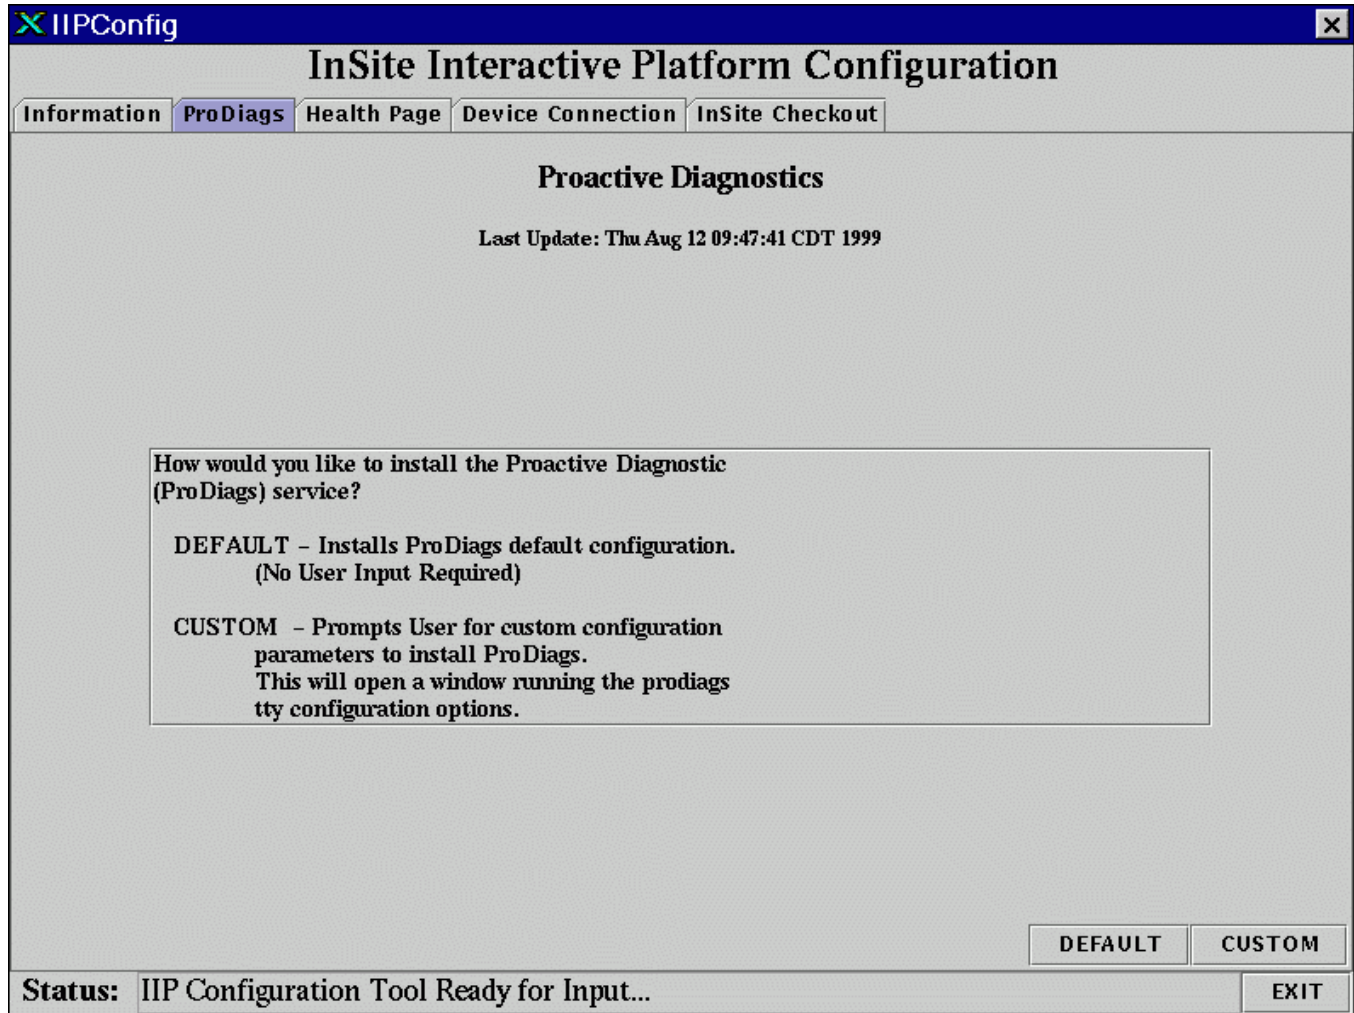 IIPConfig
InSite Interactive Platform Configuration
Information ProDiags Health Page Device Connection InSite Checkout
Proactive Diagnostics
Last Update: Thu Aug 12 09:47:41 CDT 1999
How would you like to install the Proactive Diagnostic
(ProDiags) service?
DEFAULT – Installs ProDiags default configuration.
(No User Input Required)
CUSTOM – Prompts User for custom configuration
parameters to install ProDiags.
This will open a window running the prodiags
tty configuration options.
DEFAULT CUSTOM
Status: IIP Configuration Tool Ready for Input... EXIT